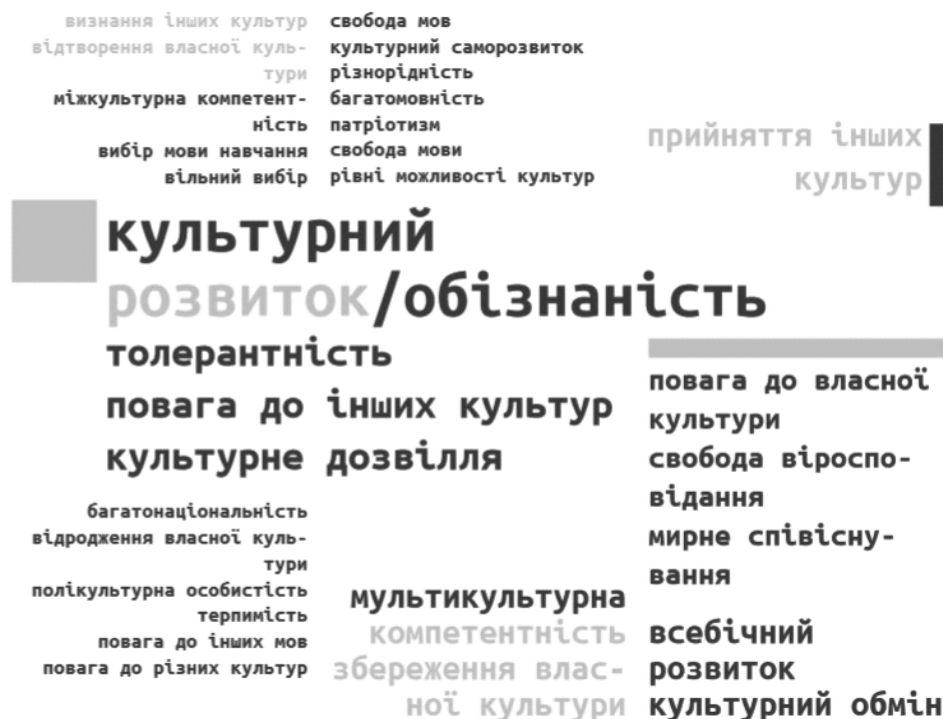 визнання інших культур
відтворення власної куль-
тури
міжкультурна компетент-
ність
вибір мови навчання
вільний вибір
свобода мов
культурний саморозвиток
різнорідність
багатомовність
патріотизм
свобода мови
рівні можливості культур
прийняття інших
культур
культурний
розвиток/обізнаність
толерантність
повага до інших культур
культурне дозвілля
повага до власної
культури
свобода віроспо-
відання
мирне співісну-
вання
багатонаціональність
відродження власної куль-
тури
полікультурна особистість
терпимість
повага до інших мов
повага до різних культур
мультикультурна
компетентність
збереження влас-
ної культури
всебічний
розвиток
культурний обмін